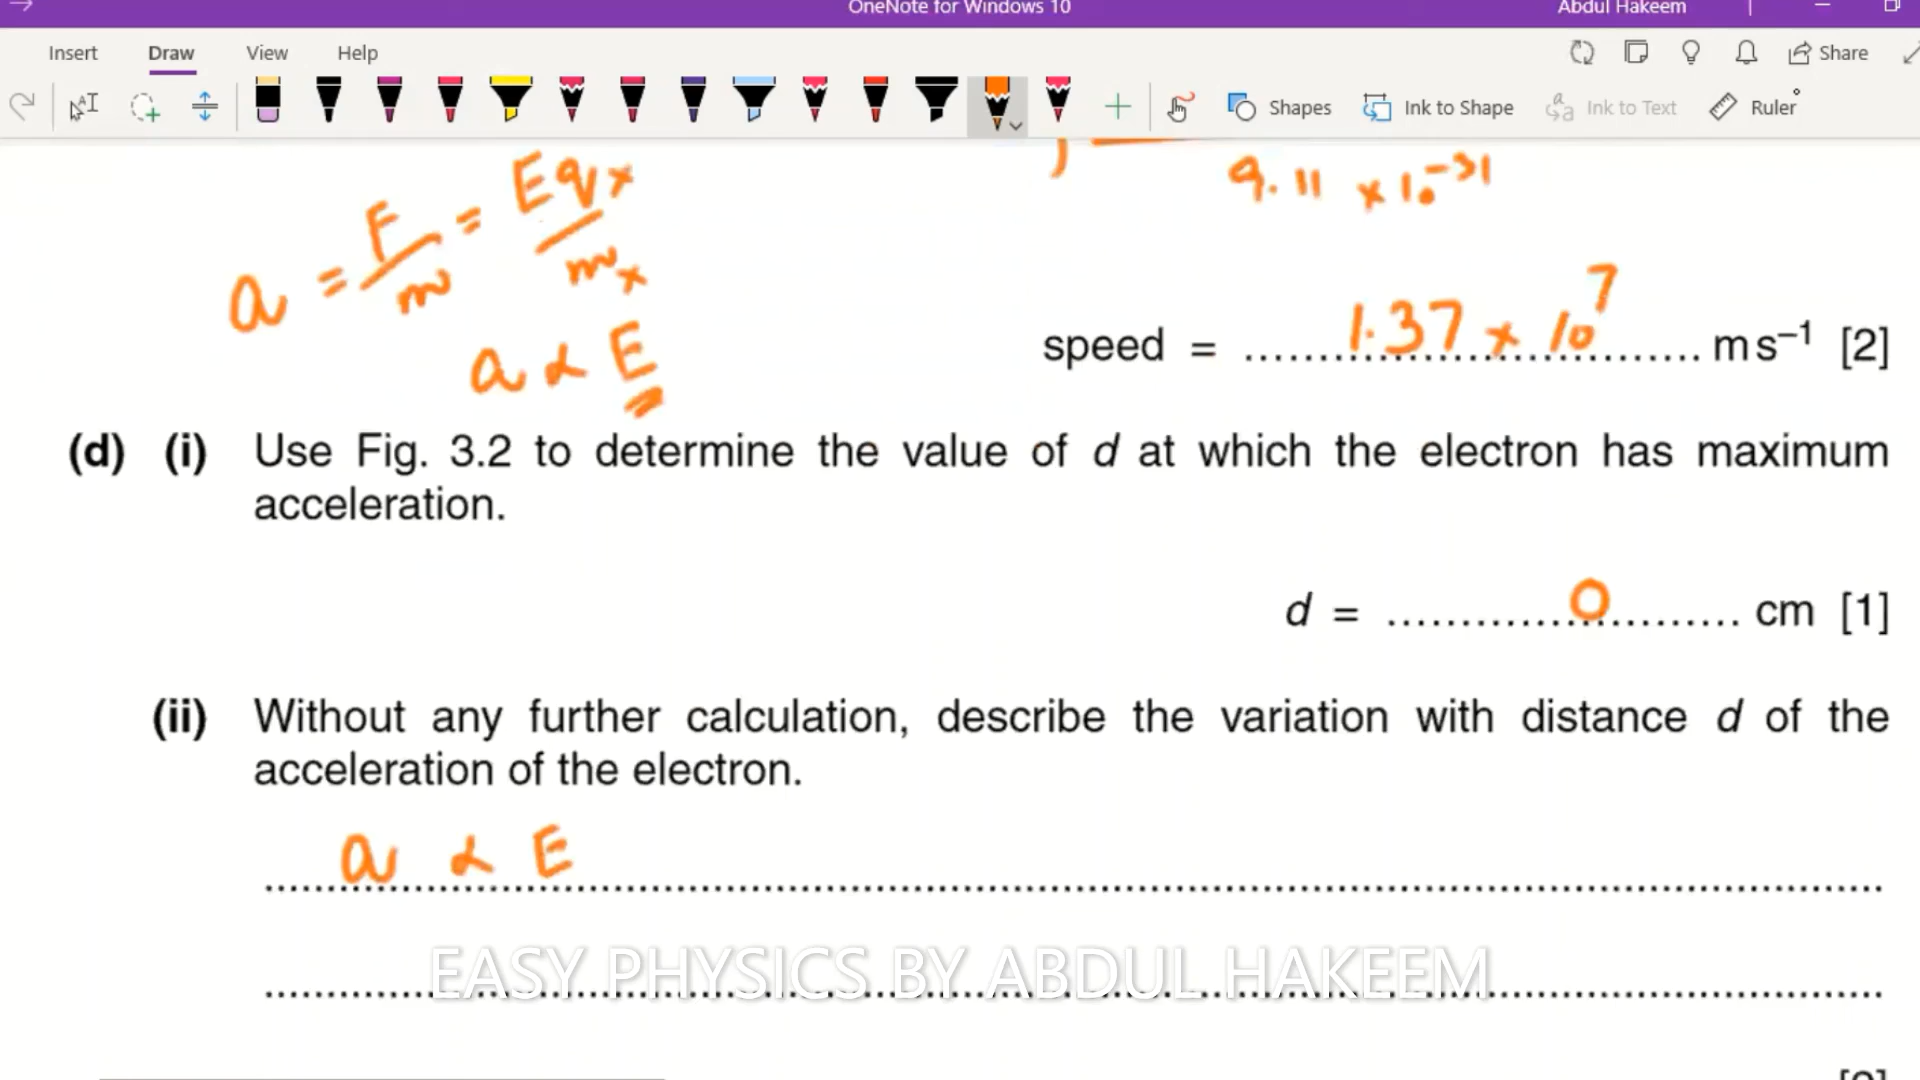 OneNote for Windows 10
Abdul Hakeem
Insert Draw View Help
Share
Shapes Ink to Shape Ink to Text Ruler
9.11 × 10⁻³¹
a = F/m = Eq×/m×
a ∝ E
speed = 1.37 × 10⁷ m s⁻¹ [2]
(d) (i) Use Fig. 3.2 to determine the value of d at which the electron has maximum
acceleration.
d = 0 cm [1]
(ii) Without any further calculation, describe the variation with distance d of the
acceleration of the electron.
a ∝ E
EASY PHYSICS BY ABDUL HAKEEM